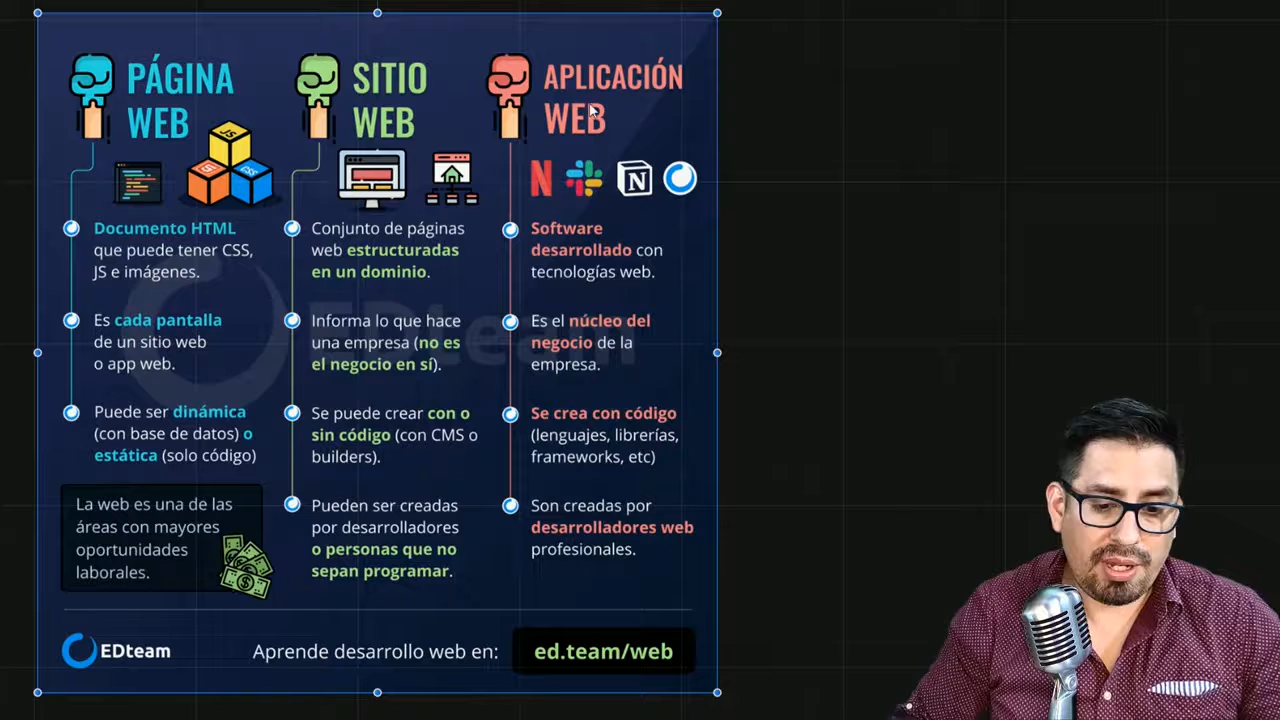 PÁGINA
WEB
JS
CSS
Documento HTML
que puede tener CSS,
JS e imágenes.
Es cada pantalla
de un sitio web
o app web.
Puede ser dinámica
(con base de datos) o
estática (solo código)
La web es una de las
áreas con mayores
oportunidades
laborales.
SITIO
WEB
Conjunto de páginas
web estructuradas
en un dominio.
Informa lo que hace
una empresa (no es
el negocio en sí).
Se puede crear con o
sin código (con CMS o
builders).
Pueden ser creadas
por desarrolladores
o personas que no
sepan programar.
APLICACIÓN
WEB
N
N
Software
desarrollado con
tecnologías web.
Es el núcleo del
negocio de la
empresa.
Se crea con código
(lenguajes, librerías,
frameworks, etc)
Son creadas por
desarrolladores web
profesionales.
EDteam
EDteam
Aprende desarrollo web en:
ed.team/web